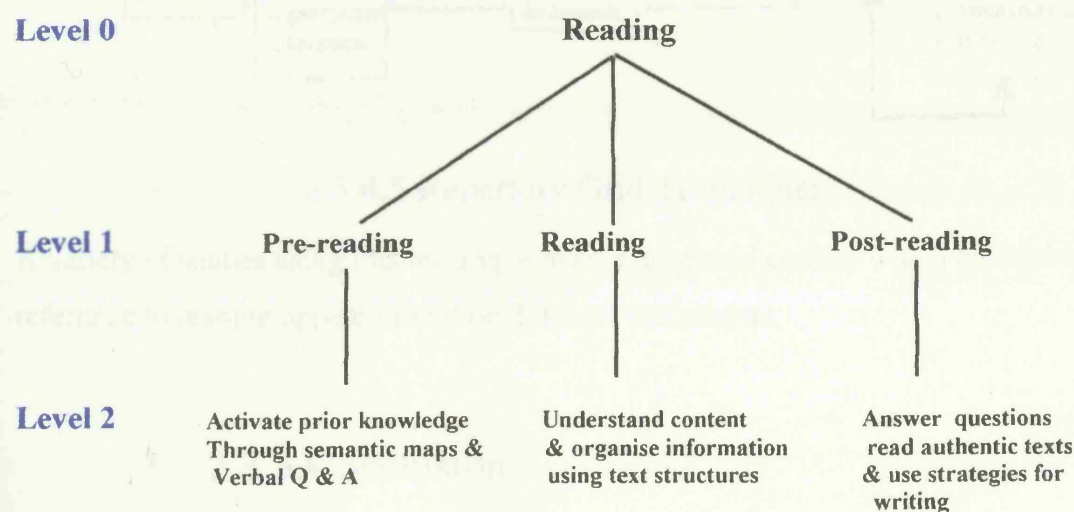 Level 0 Reading
Level 1 Pre-reading Reading Post-reading
Level 2
Activate prior knowledge
Through semantic maps &
Verbal Q & A
Understand content
& organise information
using text structures
Answer questions
read authentic texts
& use strategies for
writing